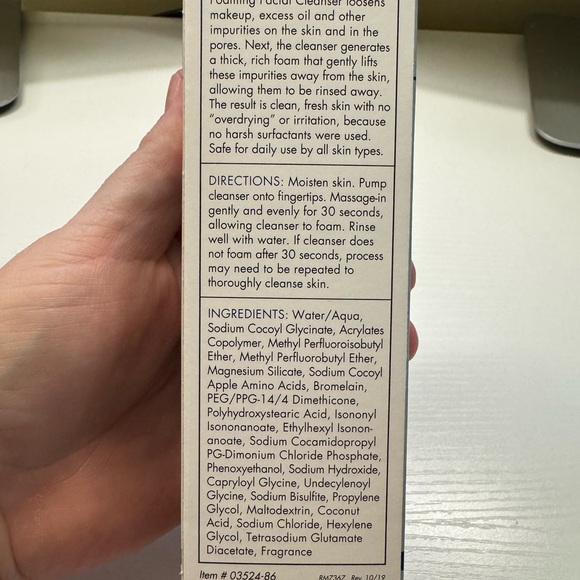 Foaming Facial Cleanser loosens
makeup, excess oil and other
impurities on the skin and in the
pores. Next, the cleanser generates
a thick, rich foam that gently lifts
these impurities away from the skin,
allowing them to be rinsed away.
The result is clean, fresh skin with no
“overdrying” or irritation, because
no harsh surfactants were used.
Safe for daily use by all skin types.
DIRECTIONS: Moisten skin. Pump
cleanser onto fingertips. Massage-in
gently and evenly for 30 seconds,
allowing cleanser to foam. Rinse
well with water. If cleanser does
not foam after 30 seconds, process
may need to be repeated to
thoroughly cleanse skin.
INGREDIENTS: Water/Aqua,
Sodium Cocoyl Glycinate, Acrylates
Copolymer, Methyl Perfluoroisobutyl
Ether, Methyl Perfluorobutyl Ether,
Magnesium Silicate, Sodium Cocoyl
Apple Amino Acids, Bromelain,
PEG/PPG-14/4 Dimethicone,
Polyhydroxystearic Acid, Isononyl
Isononanoate, Ethylhexyl Isonon-
anoate, Sodium Cocamidopropyl
PG-Dimonium Chloride Phosphate,
Phenoxyethanol, Sodium Hydroxide,
Capryloyl Glycine, Undecylenoyl
Glycine, Sodium Bisulfite, Propylene
Glycol, Maltodextrin, Coconut
Acid, Sodium Chloride, Hexylene
Glycol, Tetrasodium Glutamate
Diacetate, Fragrance
Item # 03524-86
RM7367 Rev. 10/19